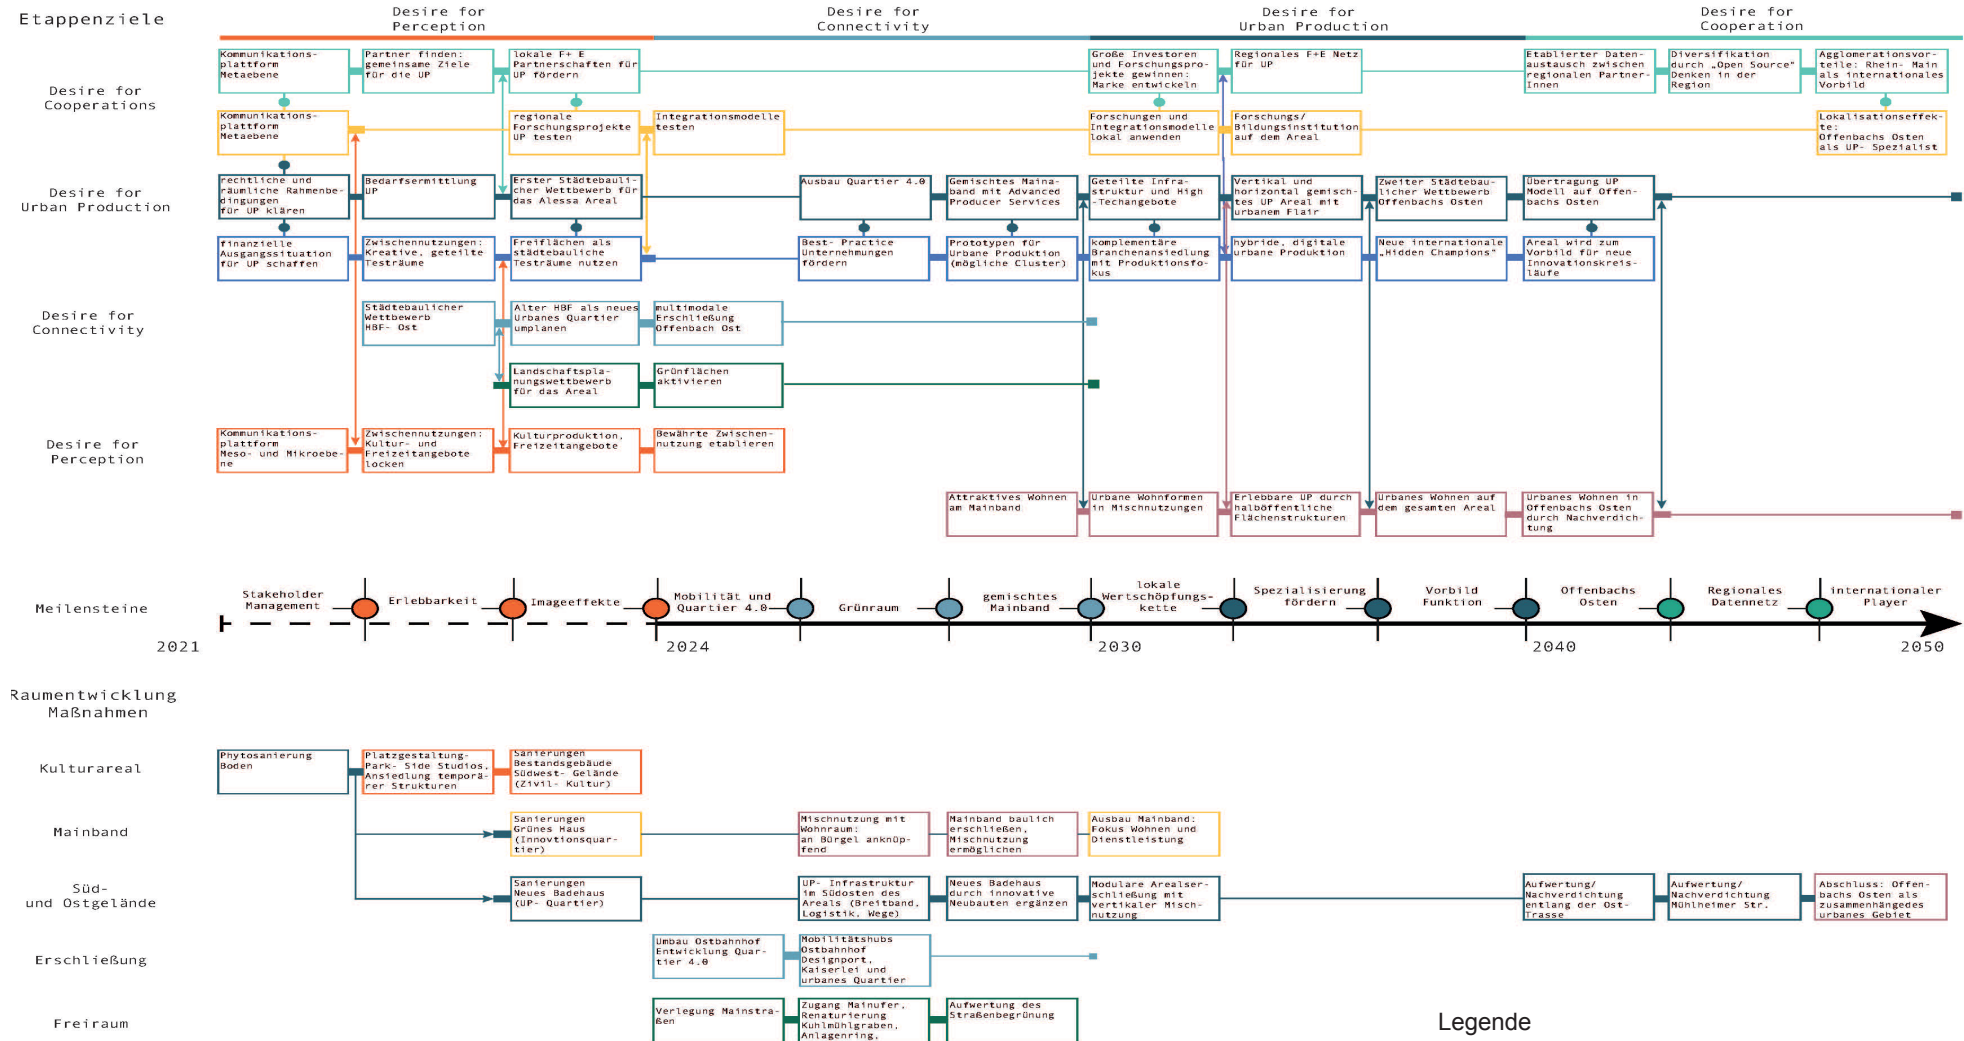 Etappenziele
Desire for
Perception
Desire for
Connectivity
Desire for
Urban Production
Desire for
Cooperation
Desire for
Cooperations
Kommunikations-
plattform
Metaebene
Partner finden:
gemeinsame Ziele
für die UP
lokale F+ E
Partnerschaften für
UP fördern
Große Investoren
und Forschungspro-
jekte gewinnen:
Marke entwickeln
Regionales F+E Netz
für UP
Etablierter Daten-
austausch zwischen
regionalen Partner-
Innen
Diversifikation
durch „Open Source"
Denken in der
Region
Agglomerationsvor-
teile: Rhein- Main
als internationales
Vorbild
Kommunikations-
plattform
Metaebene
regionale
Forschungsprojekte
UP testen
Integrationsmodelle
testen
Forschungen und
Integrationsmodelle
lokal anwenden
Forschungs/
Bildungsinstitution
auf dem Areal
Lokalisationseffek-
te:
Offenbachs Osten
als UP- Spezialist
Desire for
Urban Production
rechtliche und
räumliche Rahmenbe-
dingungen
für UP klären
Bedarfsermittlung
UP
Erster Städtebauli-
cher Wettbewerb für
das Alessa Areal
Ausbau Quartier 4.0
Gemischtes Maina-
band mit Advanced
Producer Services
Geteilte Infra-
struktur und High
-Techangebote
Vertikal und
horizontal gemisch-
tes UP Areal mit
urbanem Flair
Zweiter Städtebau-
licher Wettbewerb
Offenbachs Osten
Übertragung UP
Modell auf Offen-
bachs Osten
finanzielle
Ausgangssituation
für UP schaffen
Zwischennutzungen:
Kreative, geteilte
Testräume
Freiflächen als
städtebauliche
Testräume nutzen
Best- Practice
Unternehmungen
fördern
Prototypen für
Urbane Produktion
(mögliche Cluster)
komplementäre
Branchenansiedlung
mit Produktionsfo-
kus
hybride, digitale
urbane Produktion
Neue internationale
„Hidden Champions"
Areal wird zum
Vorbild für neue
Innovationskreis-
läufe
Desire for
Connectivity
Städtebaulicher
Wettbewerb
HBF- Ost
Alter HBF als neues
Urbanes Quartier
umplanen
multimodale
Erschließung
Offenbach Ost
Landschaftspla-
nungswettbewerb
für das Areal
Grünflächen
aktivieren
Desire for
Perception
Kommunikations-
plattform
Meso- und Mikroebe-
ne
Zwischennutzungen:
Kultur- und
Freizeitangebote
locken
Kulturproduktion,
Freizeitangebote
Bewährte Zwischen-
nutzung etablieren
Attraktives Wohnen
am Mainband
Urbane Wohnformen
in Mischnutzungen
Erlebbare UP durch
halböffentliche
Flächenstrukturen
Urbanes Wohnen auf
dem gesamten Areal
Urbanes Wohnen in
Offenbachs Osten
durch Nachverdich-
tung
Meilensteine
Stakeholder
Management
Erlebbarkeit
Imageeffekte
Mobilität und
Quartier 4.0
Grünraum
gemischtes
Mainband
lokale
Wertschöpfungs-
kette
Spezialisierung
fördern
Vorbild
Funktion
Offenbachs
Osten
Regionales
Datennetz
internationaler
Player
2021
2024
2030
2040
2050
Raumentwicklung
Maßnahmen
Kulturareal
Phytosanierung
Boden
Platzgestaltung-
Park- Side Studios,
Ansiedlung temporä-
rer Strukturen
Sanierungen
Bestandsgebäude
Südwest- Gelände
(Zivil- Kultur)
Mainband
Sanierungen
Grünes Haus
(Innovtionsquar-
tier)
Mischnutzung mit
Wohnraum:
an Bürgel anknüp-
fend
Mainband baulich
erschließen,
Mischnutzung
ermöglichen
Ausbau Mainband:
Fokus Wohnen und
Dienstleistung
Süd-
und Ostgelände
Sanierungen
Neues Badehaus
(UP- Quartier)
UP- Infrastruktur
im Südosten des
Areals (Breitband,
Logistik, Wege)
Neues Badehaus
durch innovative
Neubauten ergänzen
Modulare Arealser-
schließung mit
vertikaler Misch-
nutzung
Aufwertung/
Nachverdichtung
entlang der Ost-
Trasse
Aufwertung/
Nachverdichtung
Mühlheimer Str.
Abschluss: Offen-
bachs Osten als
zusammenhängedes
urbanes Gebiet
Erschließung
Umbau Ostbahnhof
Entwicklung Quar-
tier 4.0
Mobilitätshubs
Ostbahnhof
Designport,
Kaiserlei und
urbanes Quartier
Freiraum
Verlegung Mainstra-
ßen
Zugang Mainufer,
Renaturierung
Kuhlmühlgraben,
Anlagenring,
Aufwertung des
Straßenbegrünung
Legende